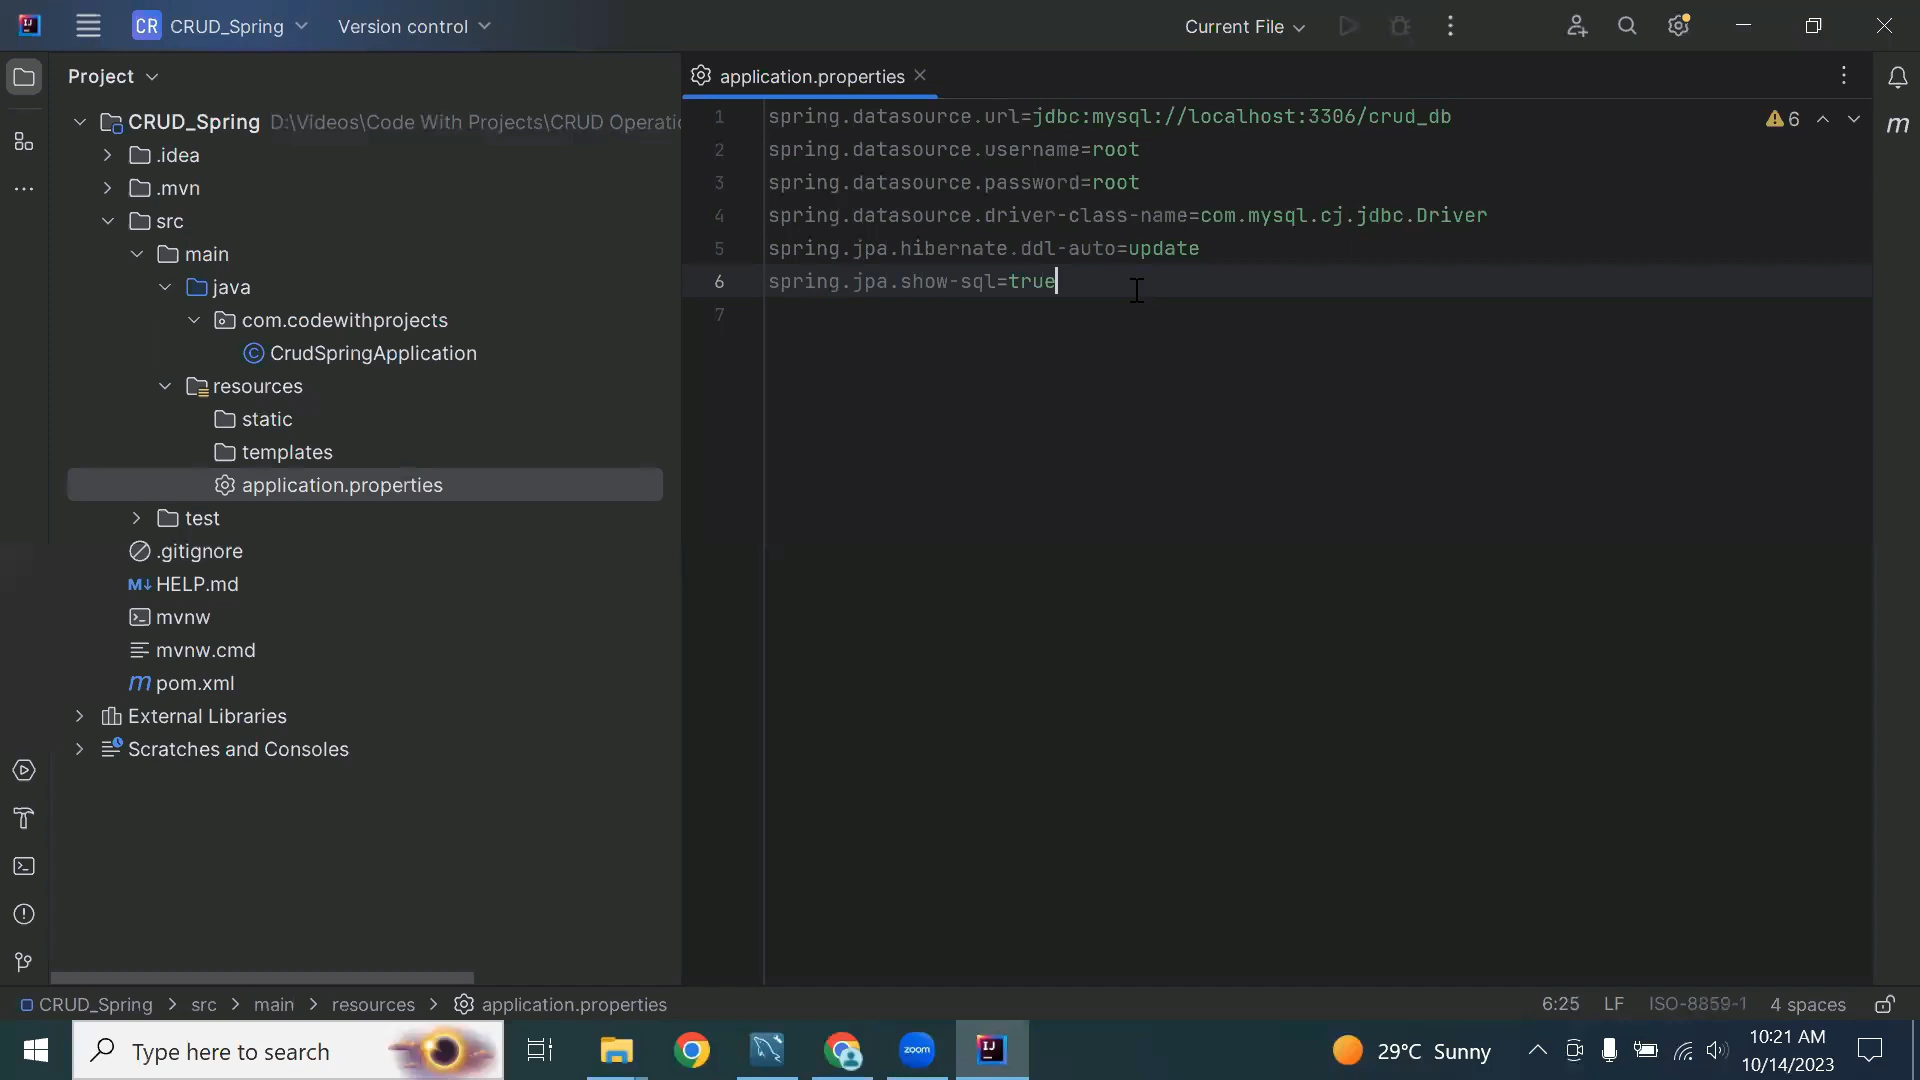 CR CRUD_Spring Version control Current File
Project
application.properties
CRUD_Spring D:\Videos\Code With Projects\CRUD Operatio
.idea
.mvn
src
main
java
com.codewithprojects
CrudSpringApplication
resources
static
templates
application.properties
test
.gitignore
M↓ HELP.md
mvnw
mvnw.cmd
m pom.xml
External Libraries
Scratches and Consoles
1 spring.datasource.url=jdbc:mysql://localhost:3306/crud_db
2 spring.datasource.username=root
3 spring.datasource.password=root
4 spring.datasource.driver-class-name=com.mysql.cj.jdbc.Driver
5 spring.jpa.hibernate.ddl-auto=update
6 spring.jpa.show-sql=true
7
6
m
CRUD_Spring > src > main > resources > application.properties
6:25 LF ISO-8859-1 4 spaces
Type here to search
zoom
IJ
29°C Sunny
10:21 AM
10/14/2023